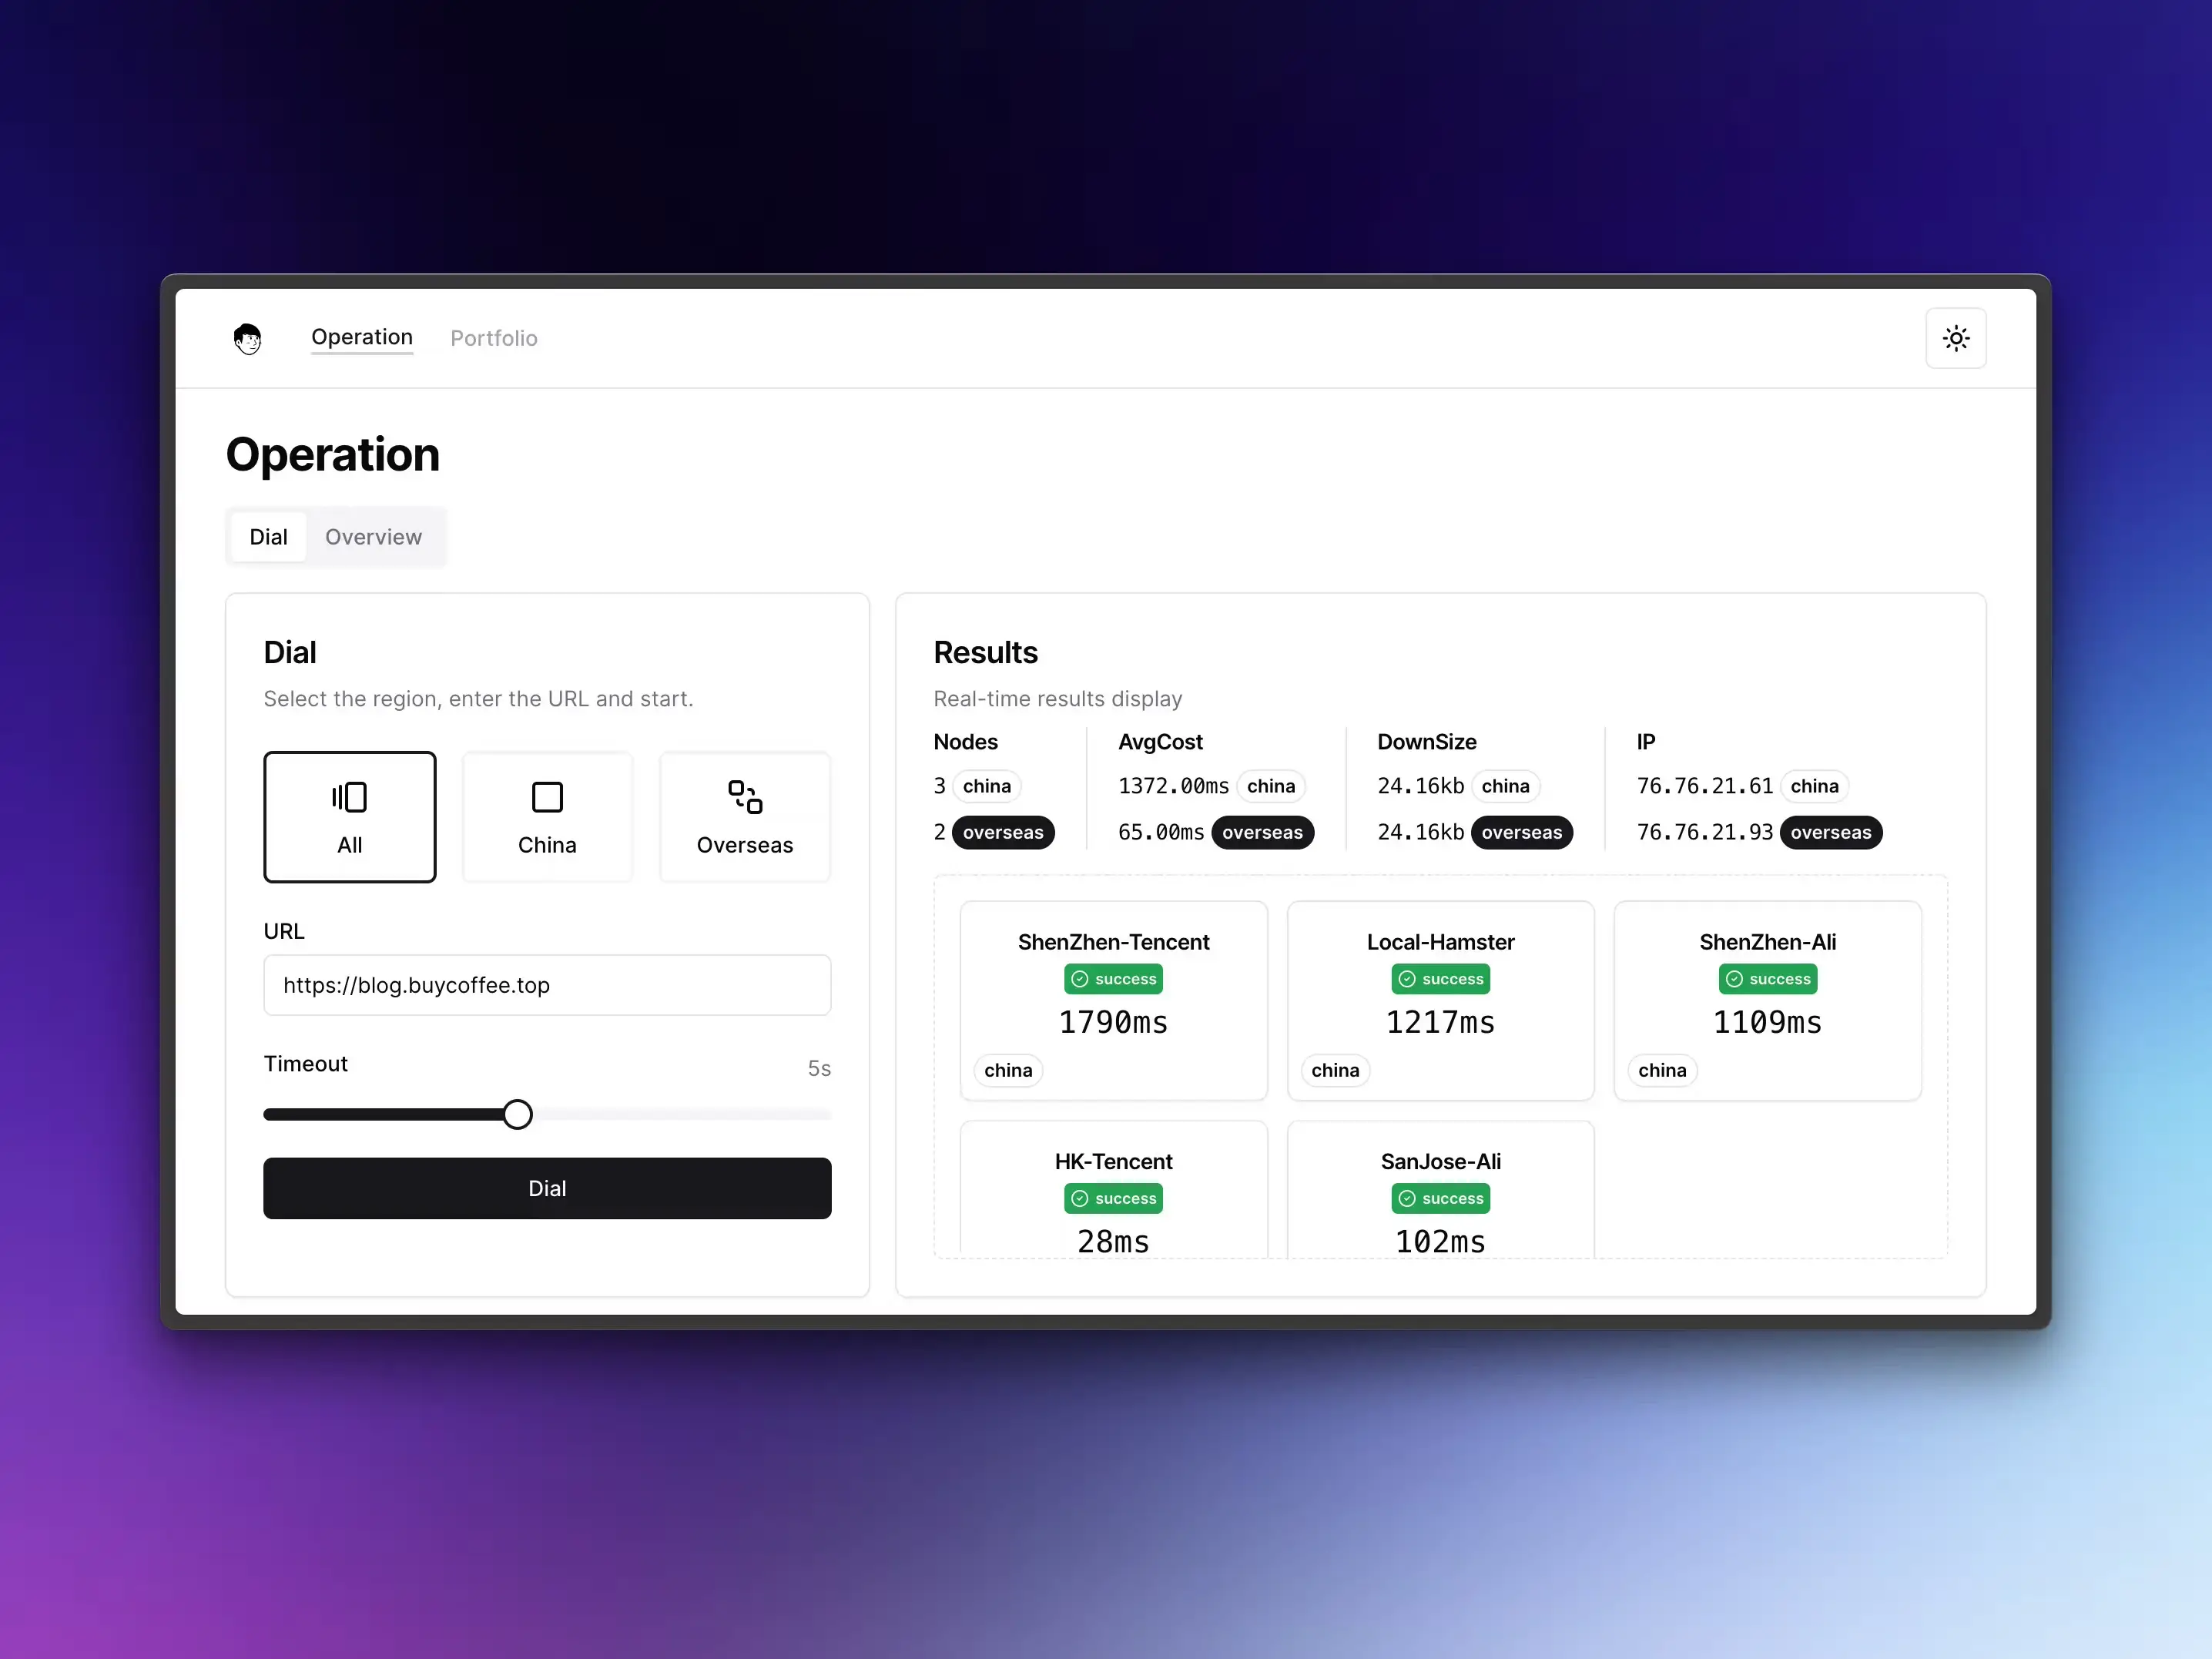 Operation Portfolio
Operation
Dial Overview
Dial
Select the region, enter the URL and start.
All China Overseas
URL
https://blog.buycoffee.top
Timeout 5s
Dial
Results
Real-time results display
Nodes AvgCost DownSize IP
3 china 1372.00ms china 24.16kb china 76.76.21.61 china
2 overseas 65.00ms overseas 24.16kb overseas 76.76.21.93 overseas
ShenZhen-Tencent Local-Hamster ShenZhen-Ali
success success success
1790ms 1217ms 1109ms
china china china
HK-Tencent SanJose-Ali
success success
28ms 102ms